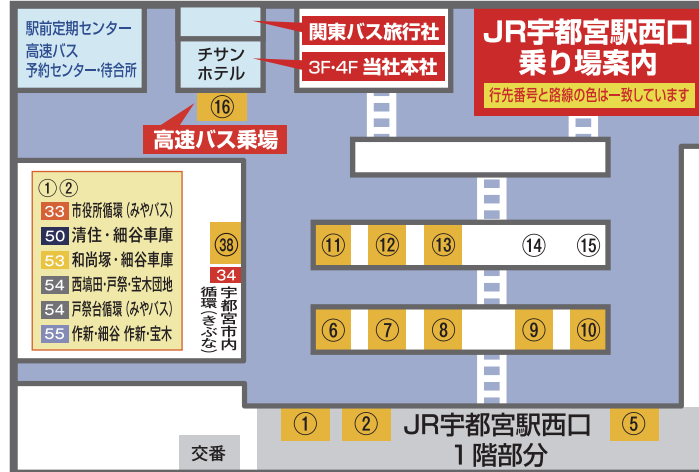 駅前定期センター
高速バス
予約センター・待合所
チサン
ホテル
関東バス旅行社
3F・4F 当社本社
JR宇都宮駅西口
乗り場案内
行先番号と路線の色は一致しています
⑯
高速バス乗場
①②
33 市役所循環(みやバス)
50 清住・細谷車庫
53 和尚塚・細谷車庫
54 西塙田・戸祭・宝木団地
54 戸祭台循環(みやバス)
55 作新・細谷 作新・宝木
㊳
34
宇都宮市内
循環(きぶな)
⑪ ⑫ ⑬ ⑭ ⑮
⑥ ⑦ ⑧ ⑨ ⑩
① ② JR宇都宮駅西口 ⑤
1階部分
交番